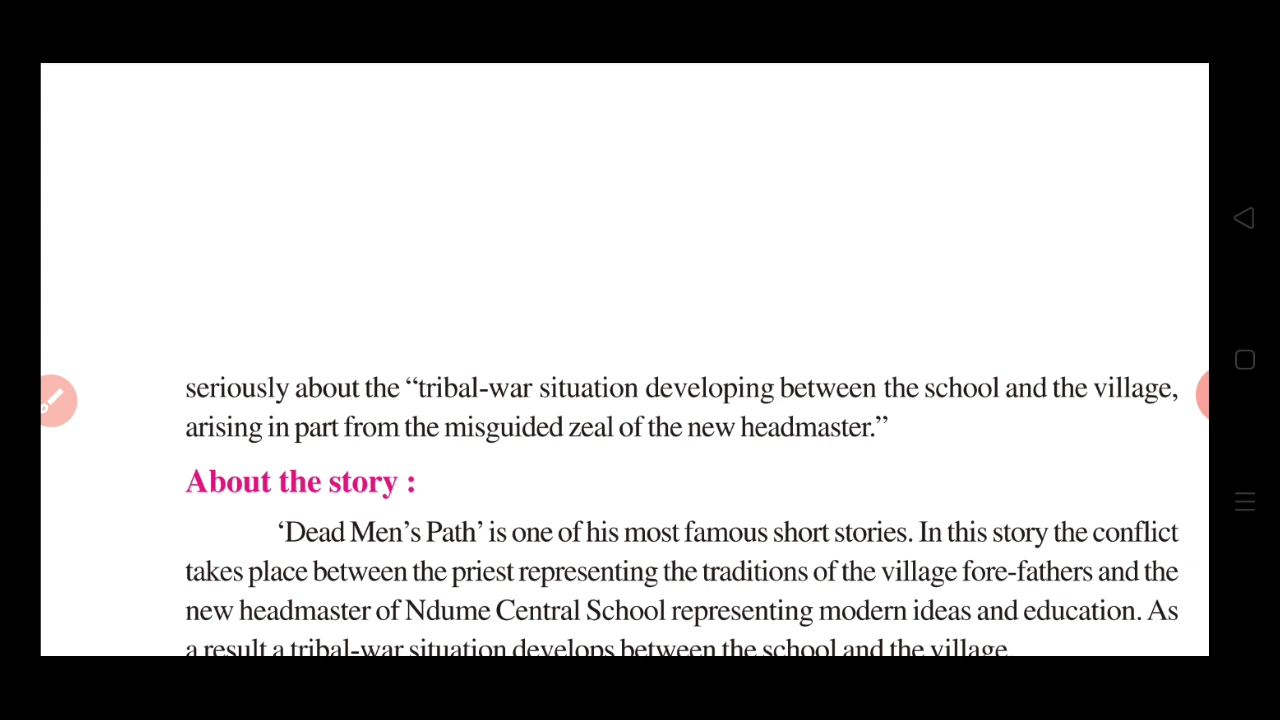 seriously about the “tribal-war situation developing between the school and the village,
arising in part from the misguided zeal of the new headmaster.”
About the story :
‘Dead Men’s Path’ is one of his most famous short stories. In this story the conflict
takes place between the priest representing the traditions of the village fore-fathers and the
new headmaster of Ndume Central School representing modern ideas and education. As
a result a tribal-war situation develops between the school and the village.